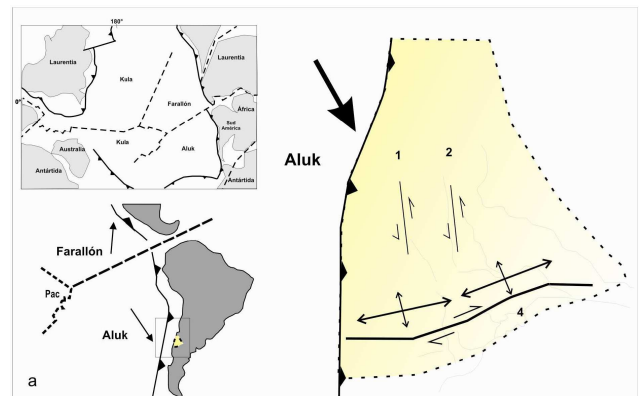 180°
Laurentia
Laurentia
Kula
Farallón
0°
África
Sud
América
Australia
Kula
Aluk
Antártida
Antártida
Farallón
Pac
Aluk
a
Aluk
1
2
4